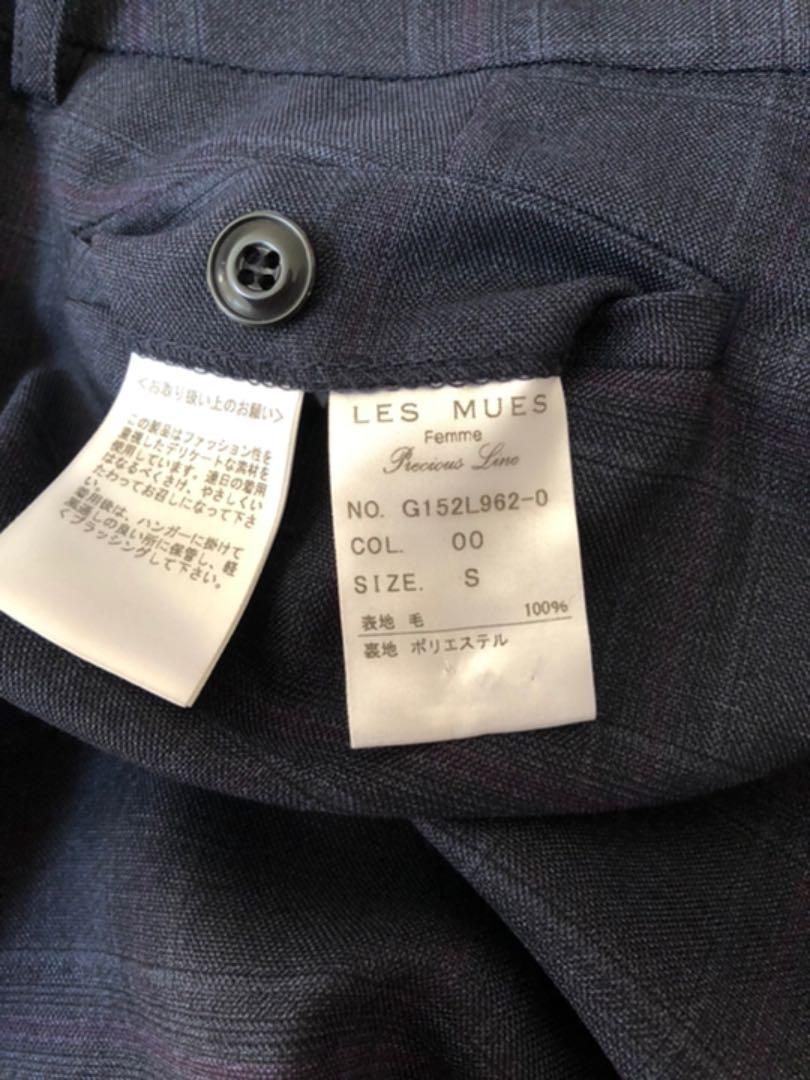 <お取り扱い上のお願い>
この製品はファッション性を
重視したデリケートな素材を
使用しています。連日の着用
はなるべくさけ、やさしくい
たわってお召しになって下さ
い。
着用後は、ハンガーに掛けて
風通しの良い所に保管し、軽
くブラッシングして下さい。
LES MUES
Femme
Precious Line
NO. G152L962-0
COL. 00
SIZE. S
表地 毛 100%
裏地 ポリエステル